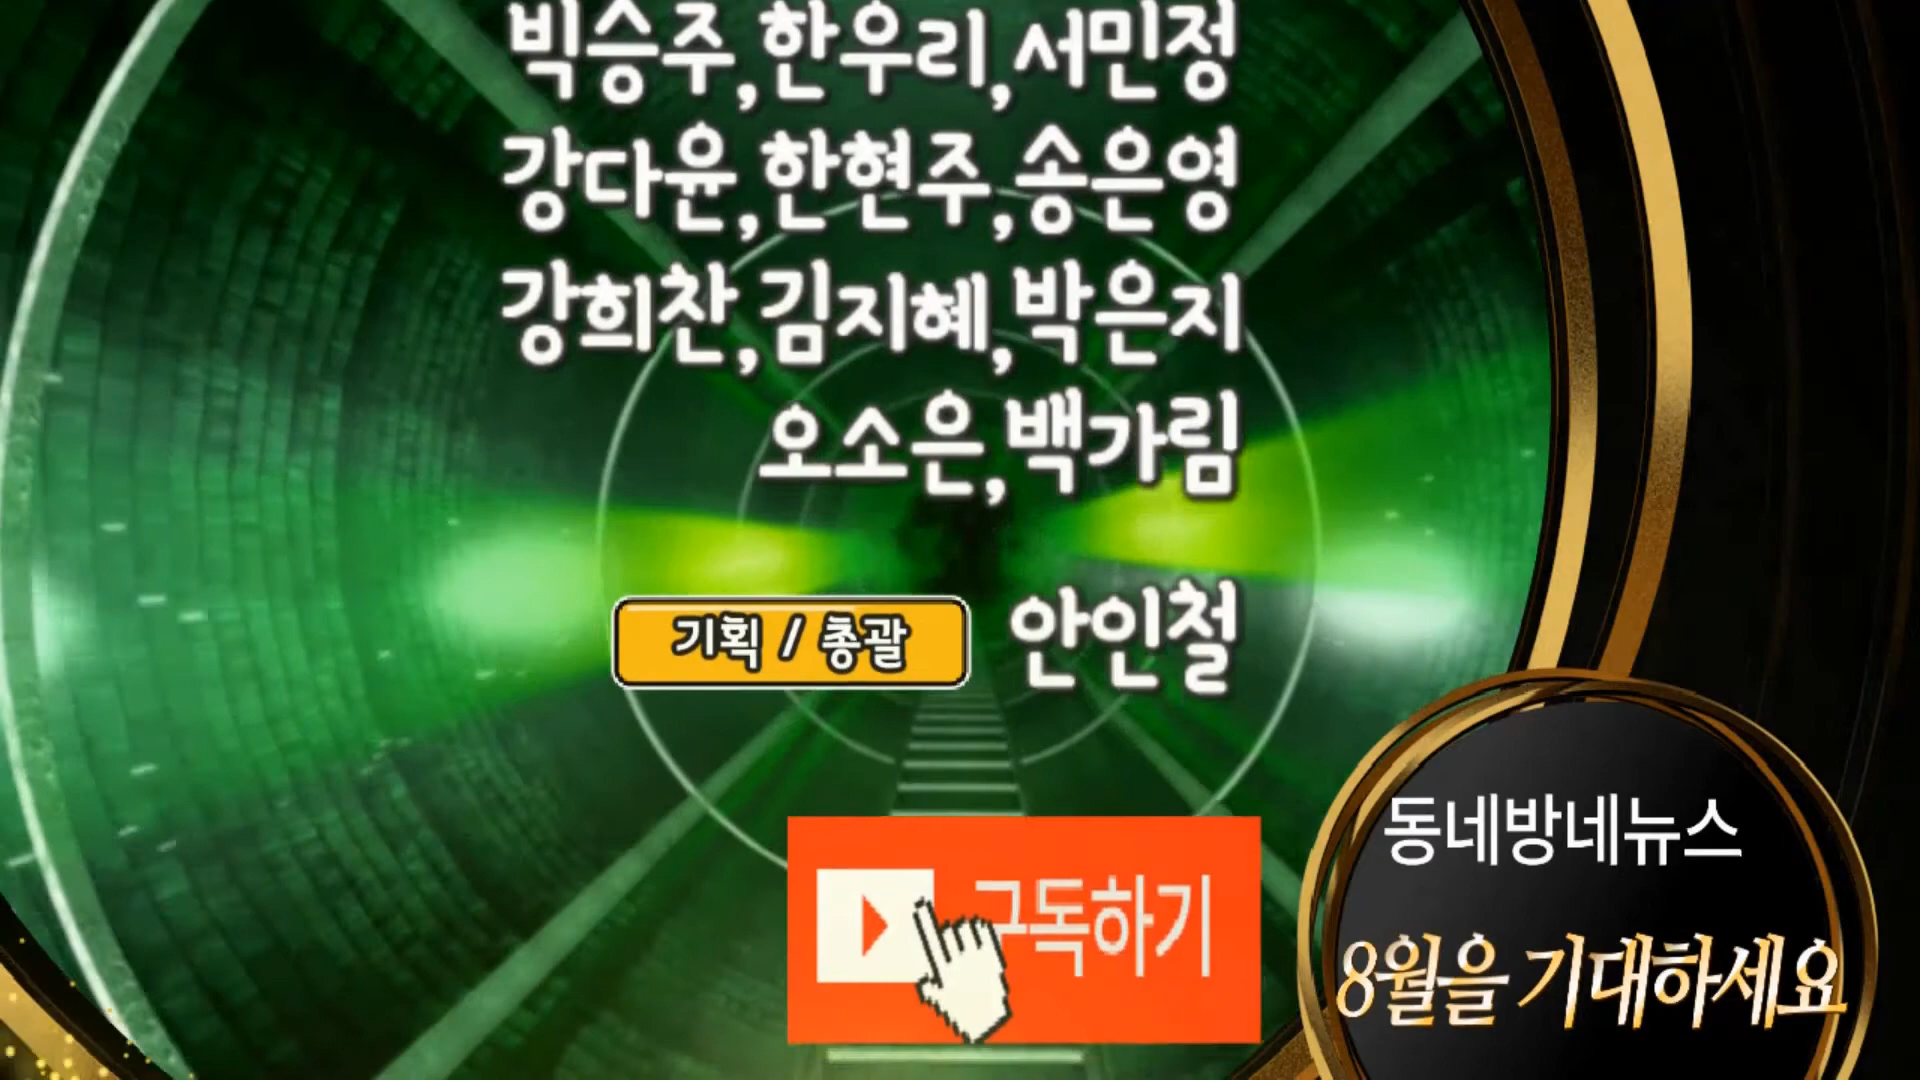 빅승주,한우리,서민정
강다윤,한현주,송은영
강희찬,김지혜,박은지
오소은,백가림
기획 / 총괄 안인철
구독하기
동네방네뉴스
8월을 기대하세요